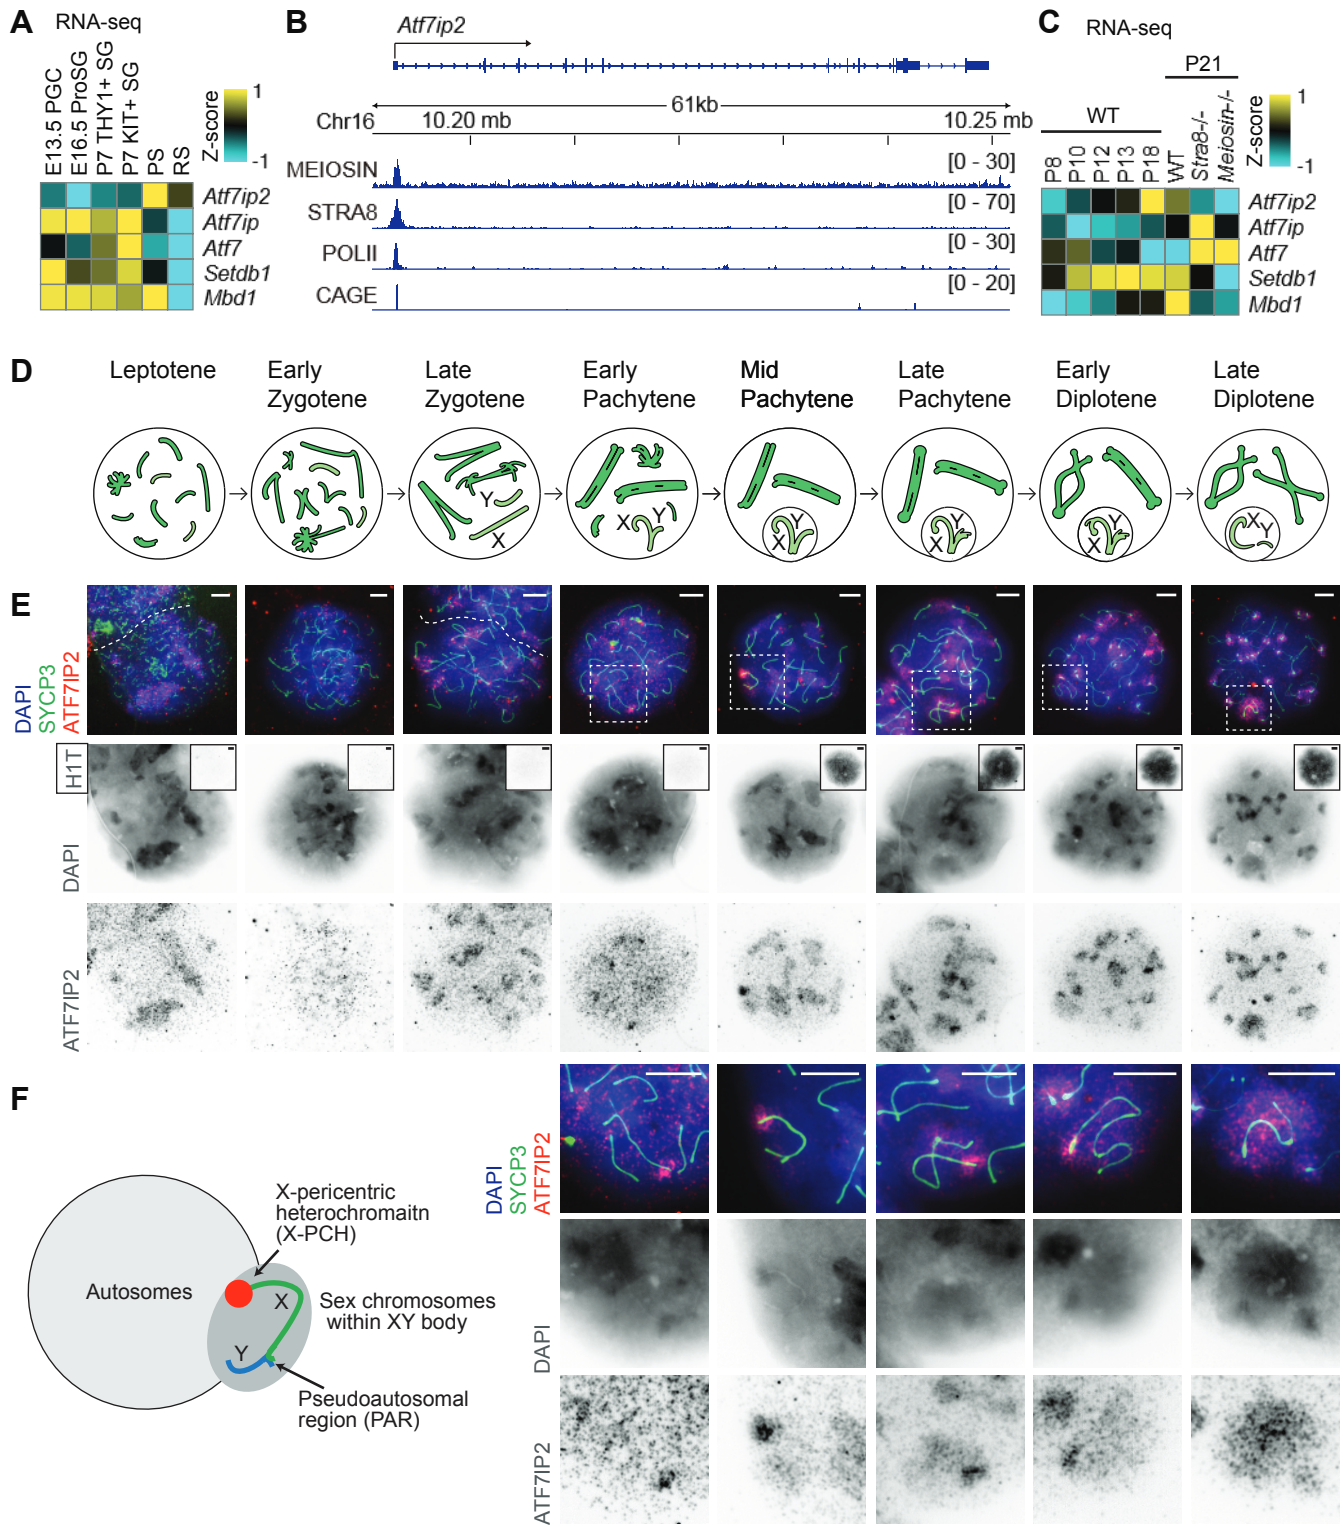 A
RNA-seq
E13.5 PGC
E16.5 ProSG
P7 THY1+ SG
P7 KIT+ SG
PS
RS
Z-score
1
-1
Atf7ip2
Atf7ip
Atf7
Setdb1
Mbd1
B
Atf7ip2
61kb
Chr16
10.20 mb
10.25 mb
MEIOSIN
[0 - 30]
STRA8
[0 - 70]
POLII
[0 - 30]
CAGE
[0 - 20]
C
RNA-seq
P21
WT
P8
P10
P12
P13
P18
WT
Stra8-/-
Meiosin-/-
Z-score
1
-1
Atf7ip2
Atf7ip
Atf7
Setdb1
Mbd1
D
Leptotene
Early
Zygotene
Late
Zygotene
Early
Pachytene
Mid
Pachytene
Late
Pachytene
Early
Diplotene
Late
Diplotene
Y
X
X
Y
X
Y
X
Y
X
Y
X
Y
E
DAPI
SYCP3
ATF7IP2
H1T
DAPI
ATF7IP2
F
Autosomes
X-pericentric
heterochromaitn
(X-PCH)
X
Y
Sex chromosomes
within XY body
Pseudoautosomal
region (PAR)
DAPI
SYCP3
ATF7IP2
DAPI
ATF7IP2